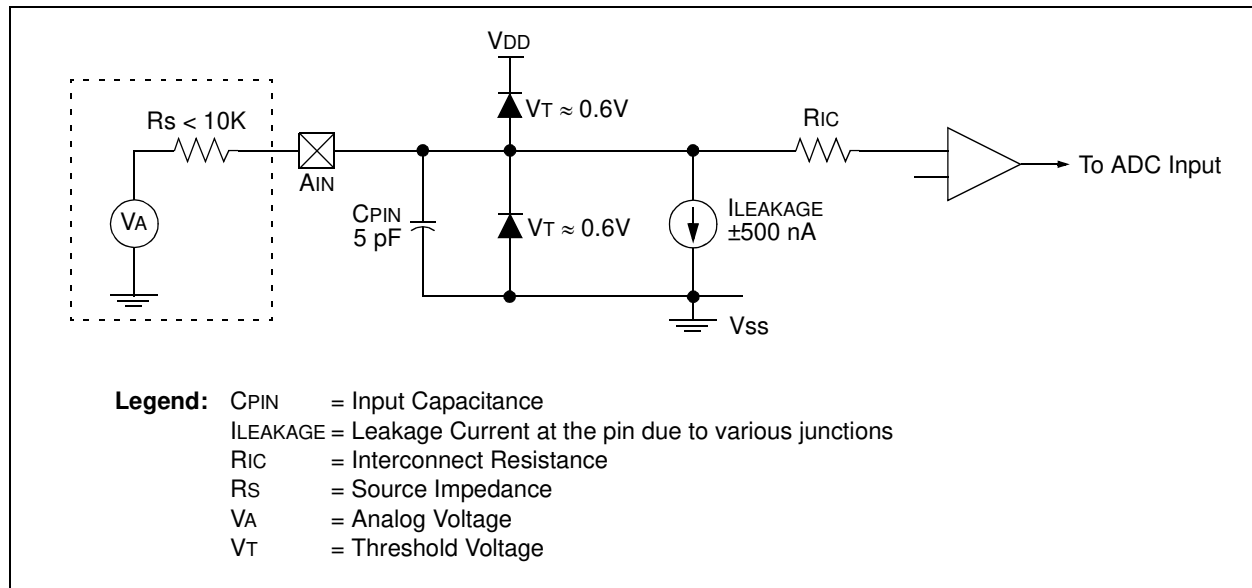 VDD
VT ≈ 0.6V
Rs < 10K
RIC
AIN
To ADC Input
VA
CPIN
5 pF
VT ≈ 0.6V
ILEAKAGE
±500 nA
Vss
Legend: CPIN = Input Capacitance
ILEAKAGE = Leakage Current at the pin due to various junctions
RIC = Interconnect Resistance
RS = Source Impedance
VA = Analog Voltage
VT = Threshold Voltage